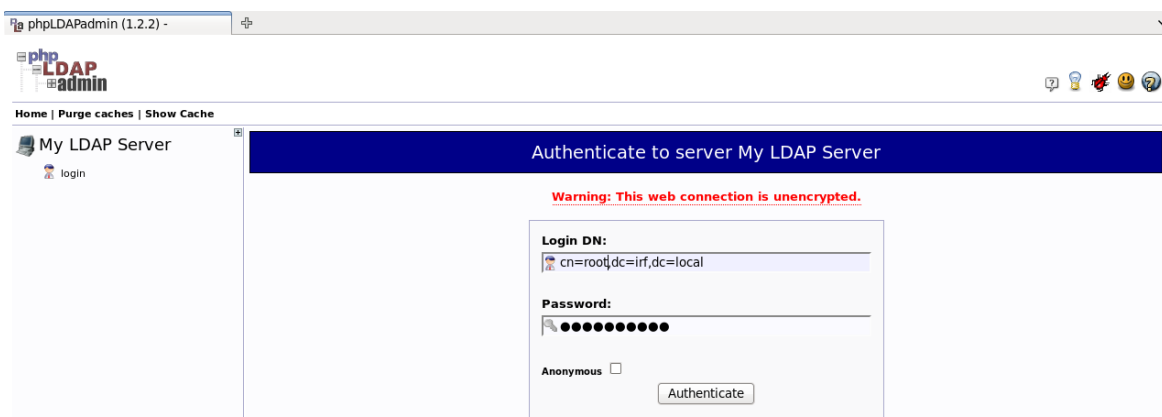 phpLDAPadmin (1.2.2) -
php
LDAP
admin
Home | Purge caches | Show Cache
My LDAP Server
login
Authenticate to server My LDAP Server
Warning: This web connection is unencrypted.
Login DN:
cn=root,dc=irf,dc=local
Password:
●●●●●●●●●●
Anonymous
Authenticate